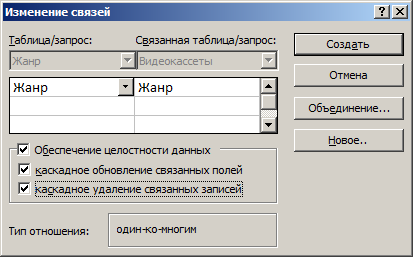 Изменение связей
Таблица/запрос: Связанная таблица/запрос:
Жанр Видеокассеты
Жанр Жанр
Обеспечение целостности данных
каскадное обновление связанных полей
каскадное удаление связанных записей
Тип отношения: один-ко-многим
Создать
Отмена
Объединение...
Новое..